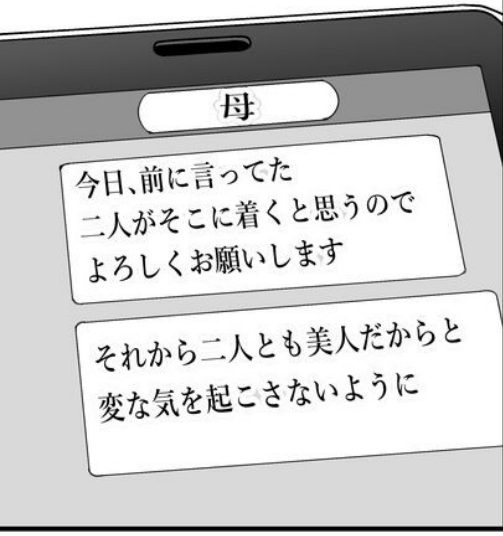 母
今日、前に言ってた
二人がそこに着くと思うので
よろしくお願いします
それから二人とも美人だからと
変な気を起こさないように